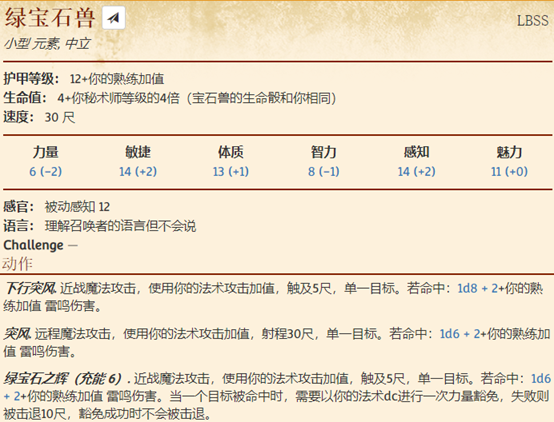 绿宝石兽
LBSS
小型 元素, 中立
护甲等级： 12+你的熟练加值
生命值： 4+你秘术师等级的4倍（宝石兽的生命骰和你相同）
速度： 30 尺
力量 敏捷 体质 智力 感知 魅力
6 (−2) 14 (+2) 13 (+1) 8 (−1) 14 (+2) 11 (+0)
感官： 被动感知 12
语言： 理解召唤者的语言但不会说
Challenge —
动作
下行突风. 近战魔法攻击，使用你的法术攻击加值，触及5尺，单一目标。若命中：1d8 + 2+你的熟
练加值 雷鸣伤害。
突风. 远程魔法攻击，使用你的法术攻击加值，射程30尺，单一目标。若命中：1d6 + 2+你的熟练加
值 雷鸣伤害。
绿宝石之辉（充能 6）. 近战魔法攻击，使用你的法术攻击加值，触及5尺，单一目标。若命中：1d6
+ 2+你的熟练加值 雷鸣伤害。当一个目标被命中时，需要以你的法术dc进行一次力量豁免，失败则
被击退10尺，豁免成功时不会被击退。